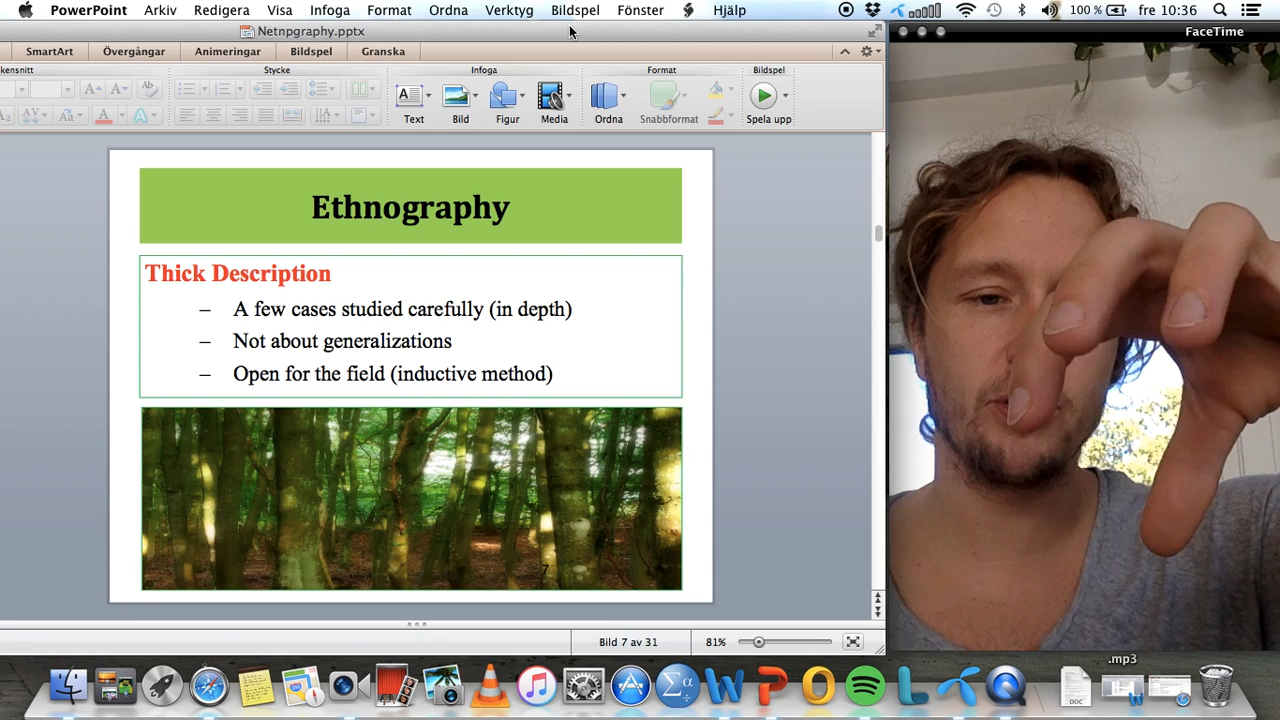 PowerPoint Arkiv Redigera Visa Infoga Format Ordna Verktyg Bildspel Fönster Hjälp 100 % fre 10:36
Netnpgraphy.pptx
FaceTime
SmartArt Övergångar Animeringar Bildspel Granska
Stycke Infoga Format Bildspel
Text Bild Figur Media Ordna Snabbformat Spela upp
Ethnography
Thick Description
– A few cases studied carefully (in depth)
– Not about generalizations
– Open for the field (inductive method)
7
Bild 7 av 31 81%
.mp3
DOC